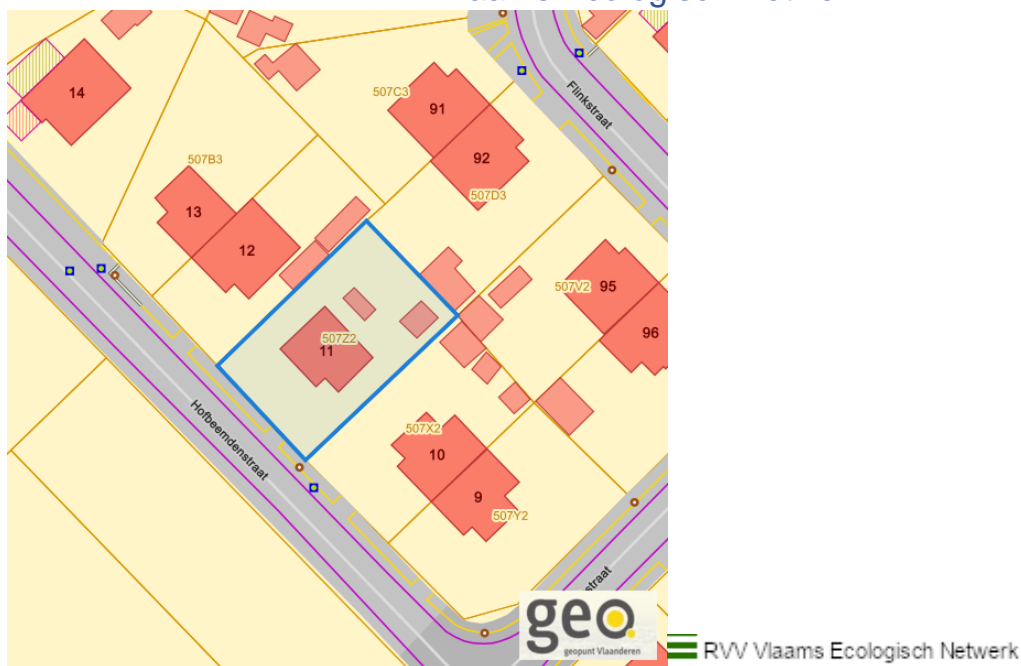 14
507B3
13
12
507C3
91
92
507D3
Flinkstraat
507V2
95
96
507Z2
11
Hofbeemdenstraat
507X2
10
9
507Y2
straat
geo.
geopunt Vlaanderen
RVV Vlaams Ecologisch Netwerk